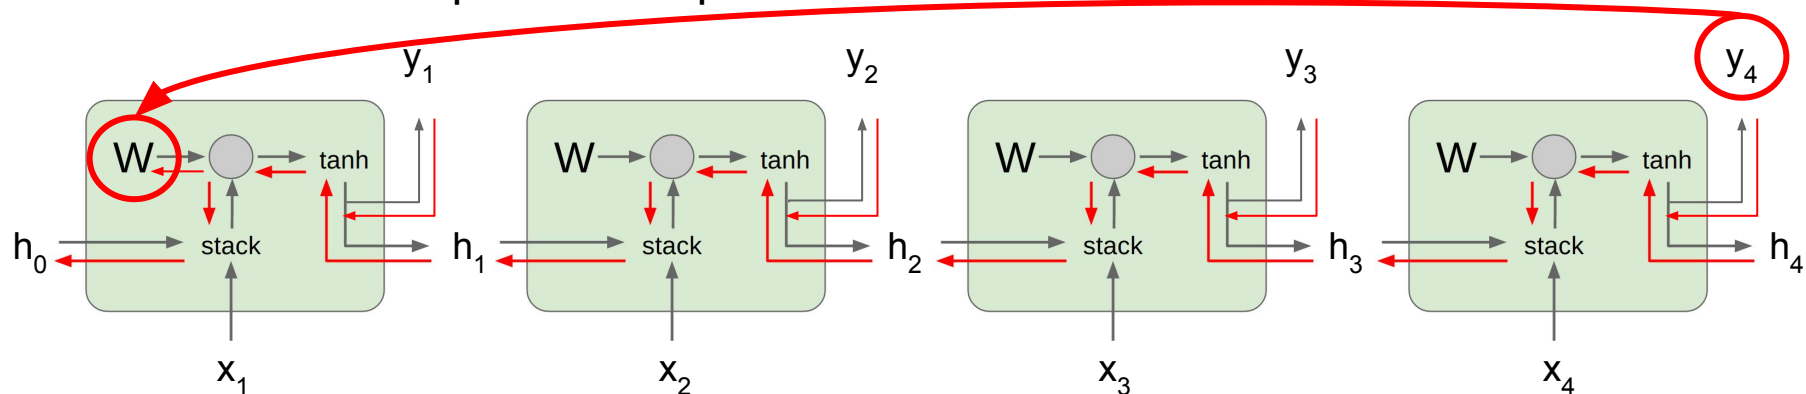 y1 y2 y3 y4
W tanh W tanh W tanh W tanh
h0 stack h1 stack h2 stack h3 stack h4
x1 x2 x3 x4